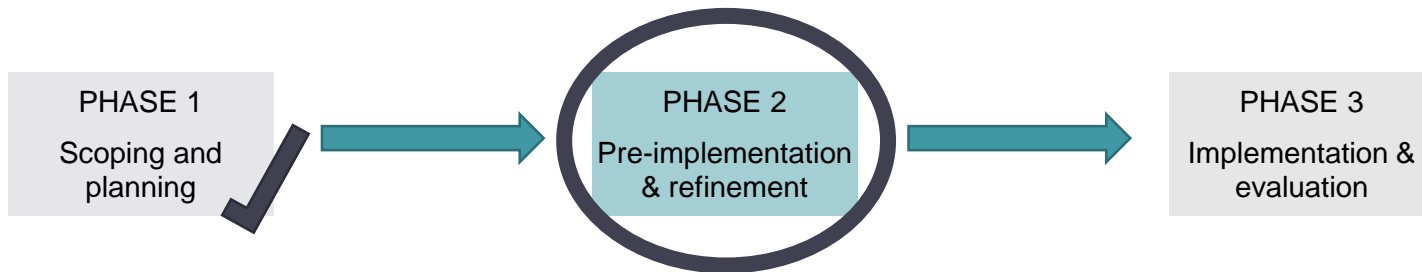 PHASE 1
Scoping and
planning
PHASE 2
Pre-implementation
& refinement
PHASE 3
Implementation &
evaluation